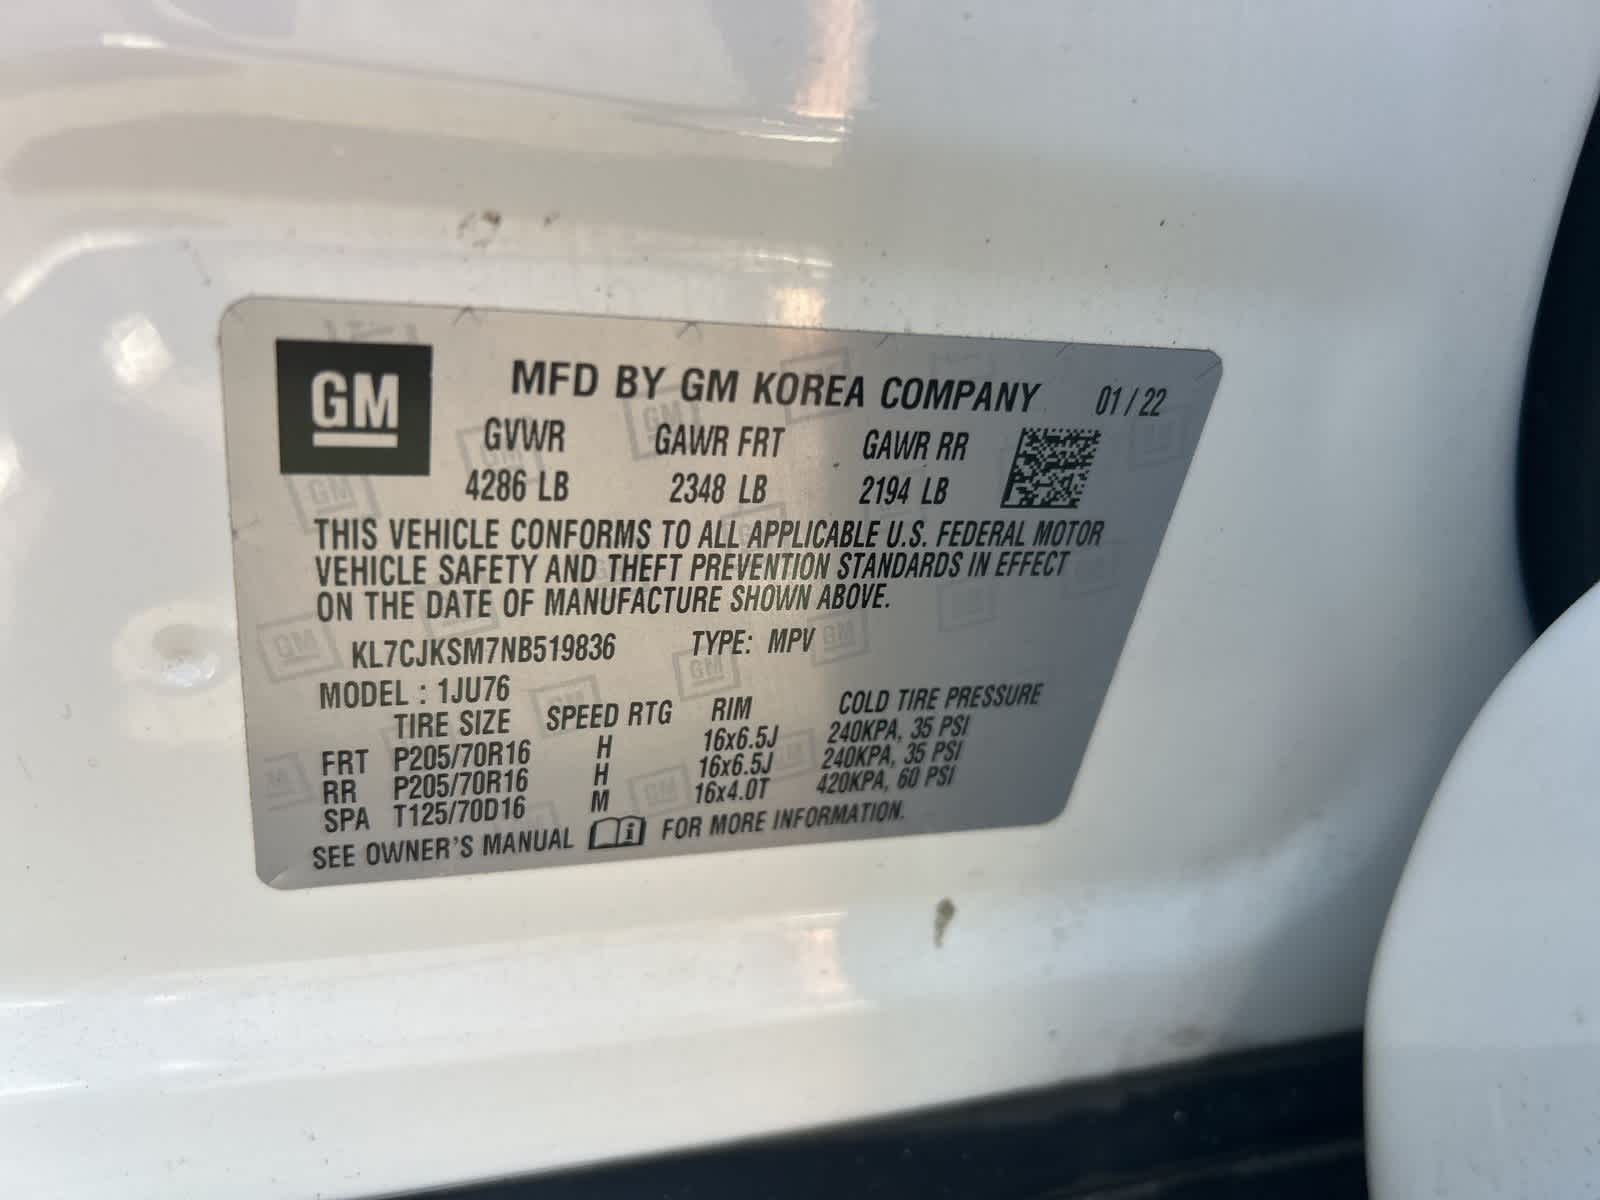 GM
MFD BY GM KOREA COMPANY 01/22
GVWR GAWR FRT GAWR RR
4286 LB 2348 LB 2194 LB
THIS VEHICLE CONFORMS TO ALL APPLICABLE U.S. FEDERAL MOTOR
VEHICLE SAFETY AND THEFT PREVENTION STANDARDS IN EFFECT
ON THE DATE OF MANUFACTURE SHOWN ABOVE.
KL7CJKSM7NB519836 TYPE: MPV
MODEL : 1JU76
TIRE SIZE SPEED RTG RIM COLD TIRE PRESSURE
FRT P205/70R16 H 16x6.5J 240KPA, 35 PSI
RR P205/70R16 H 16x6.5J 240KPA, 35 PSI
SPA T125/70D16 M 16x4.0T 420KPA, 60 PSI
SEE OWNER'S MANUAL FOR MORE INFORMATION.